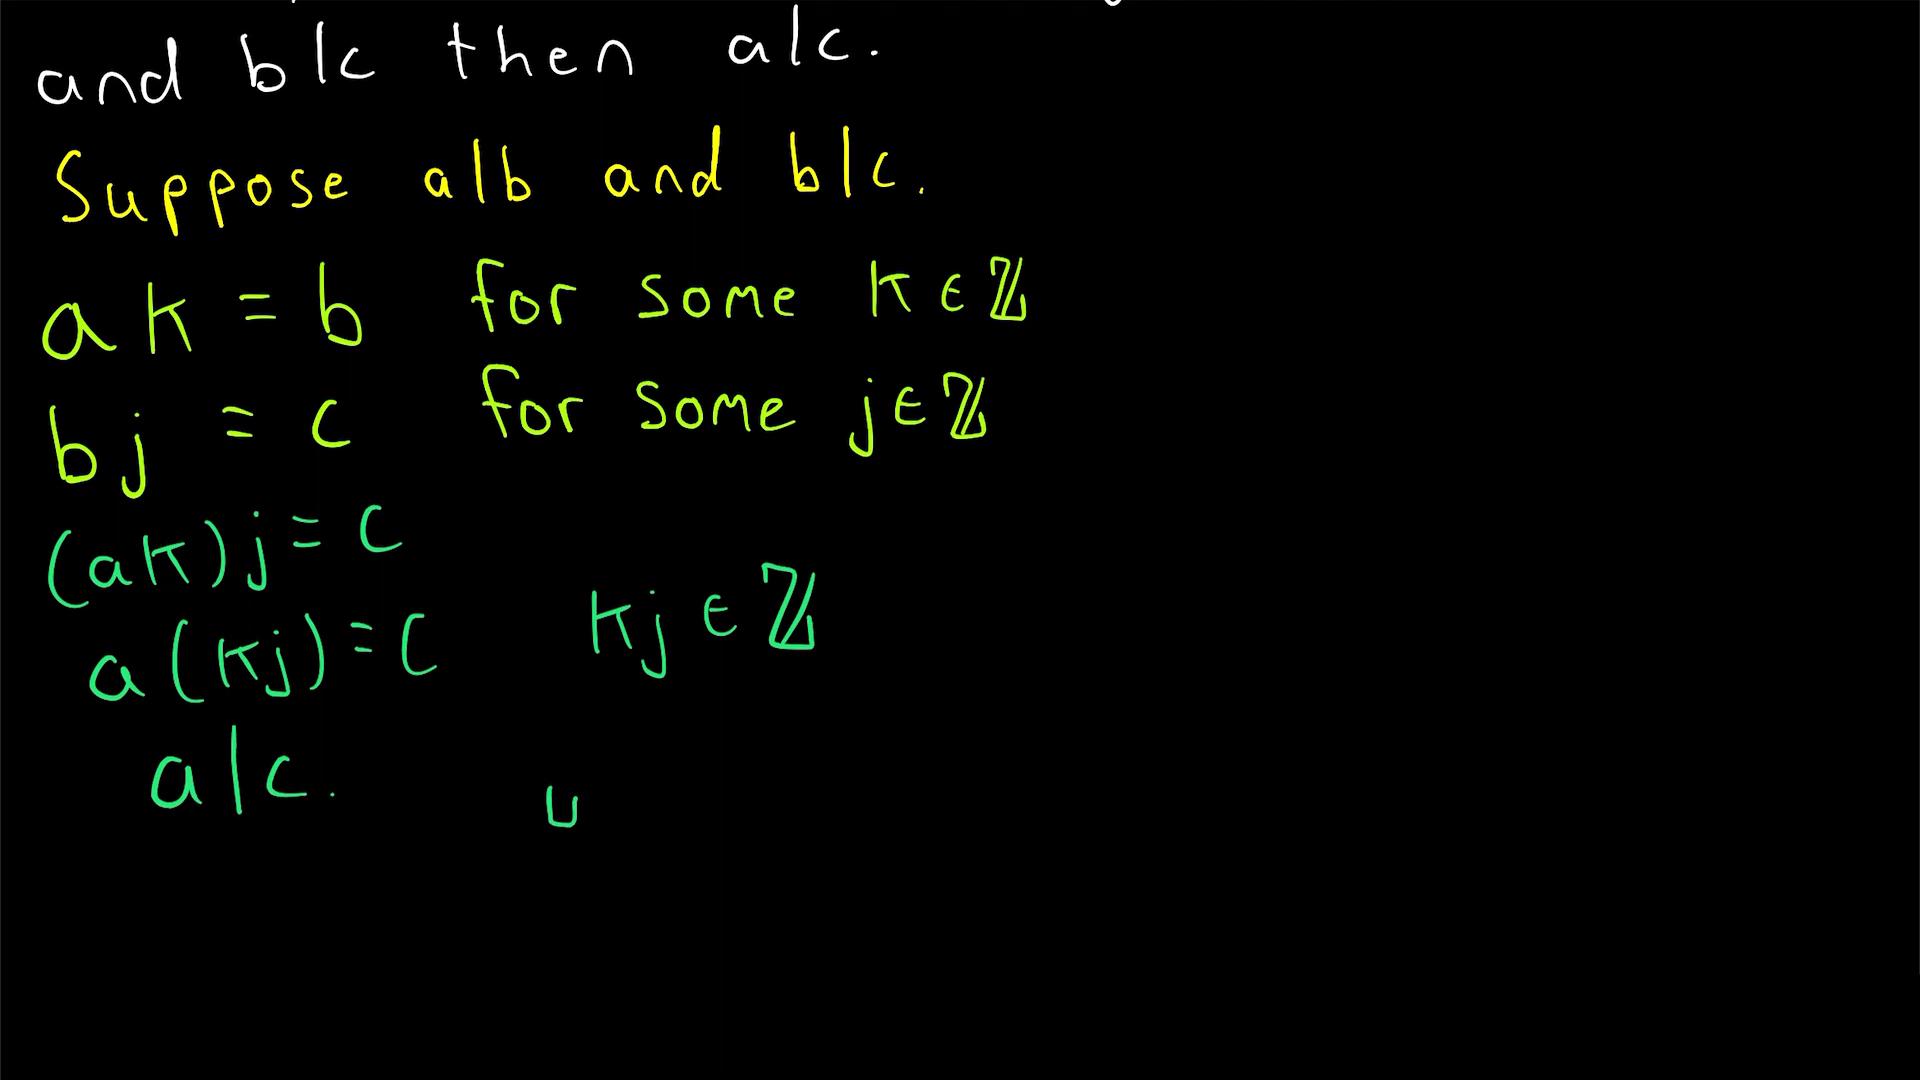 and b|c then a|c.
Suppose a|b and b|c.
ak = b for some k ∈ ℤ
bj = c for some j ∈ ℤ
(ak)j = c
a(kj) = c kj ∈ ℤ
a|c.